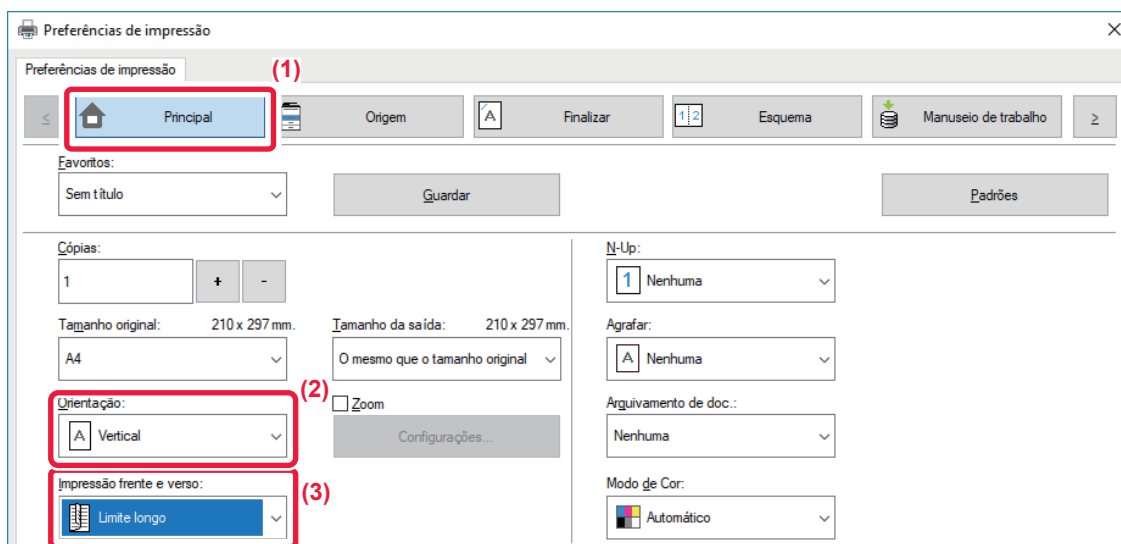 Preferências de impressão
Preferências de impressão
(1)
<
Principal
Origem
A
Finalizar
1 2
Esquema
Manuseio de trabalho
>
Favoritos:
Sem título
Guardar
Padrões
Cópias:
N-Up:
1
+
-
1
Nenhuma
Tamanho original:
210 x 297 mm.
Tamanho da saída:
210 x 297 mm.
Agrafar:
A4
O mesmo que o tamanho original
A
Nenhuma
(2)
Orientação:
Zoom
Arguivamento de doc.:
A
Vertical
Configurações...
Nenhuma
Impressão frente e verso:
(3)
Modo de Cor:
Limite longo
Automático